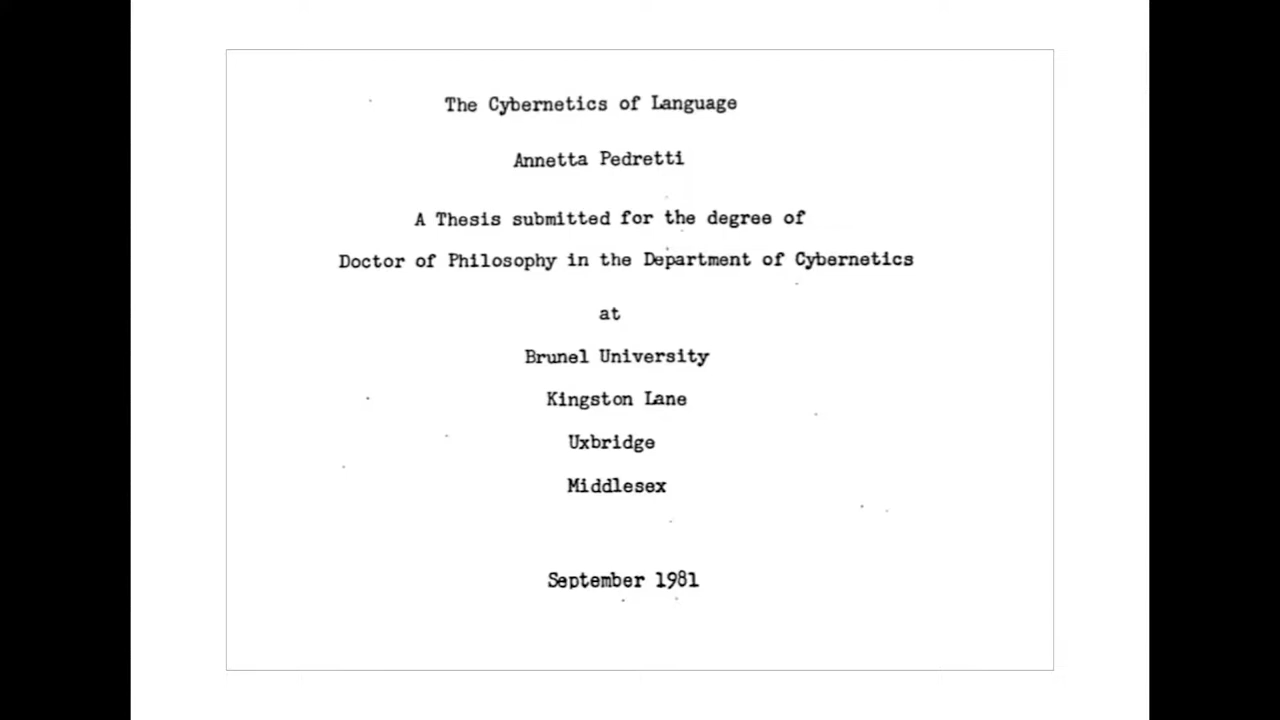 The Cybernetics of Language
Annetta Pedretti
A Thesis submitted for the degree of
Doctor of Philosophy in the Department of Cybernetics
at
Brunel University
Kingston Lane
Uxbridge
Middlesex
September 1981